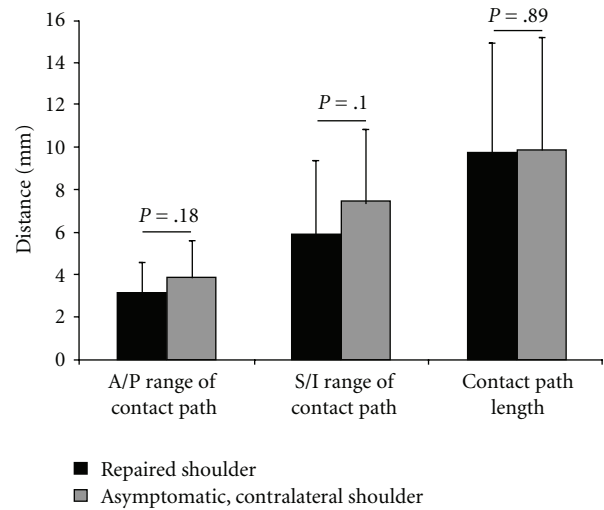 16
14
12
10
8
6
4
2
0
Distance (mm)
P = .18
P = .1
P = .89
A/P range of
contact path
S/I range of
contact path
Contact path
length
Repaired shoulder
Asymptomatic, contralateral shoulder